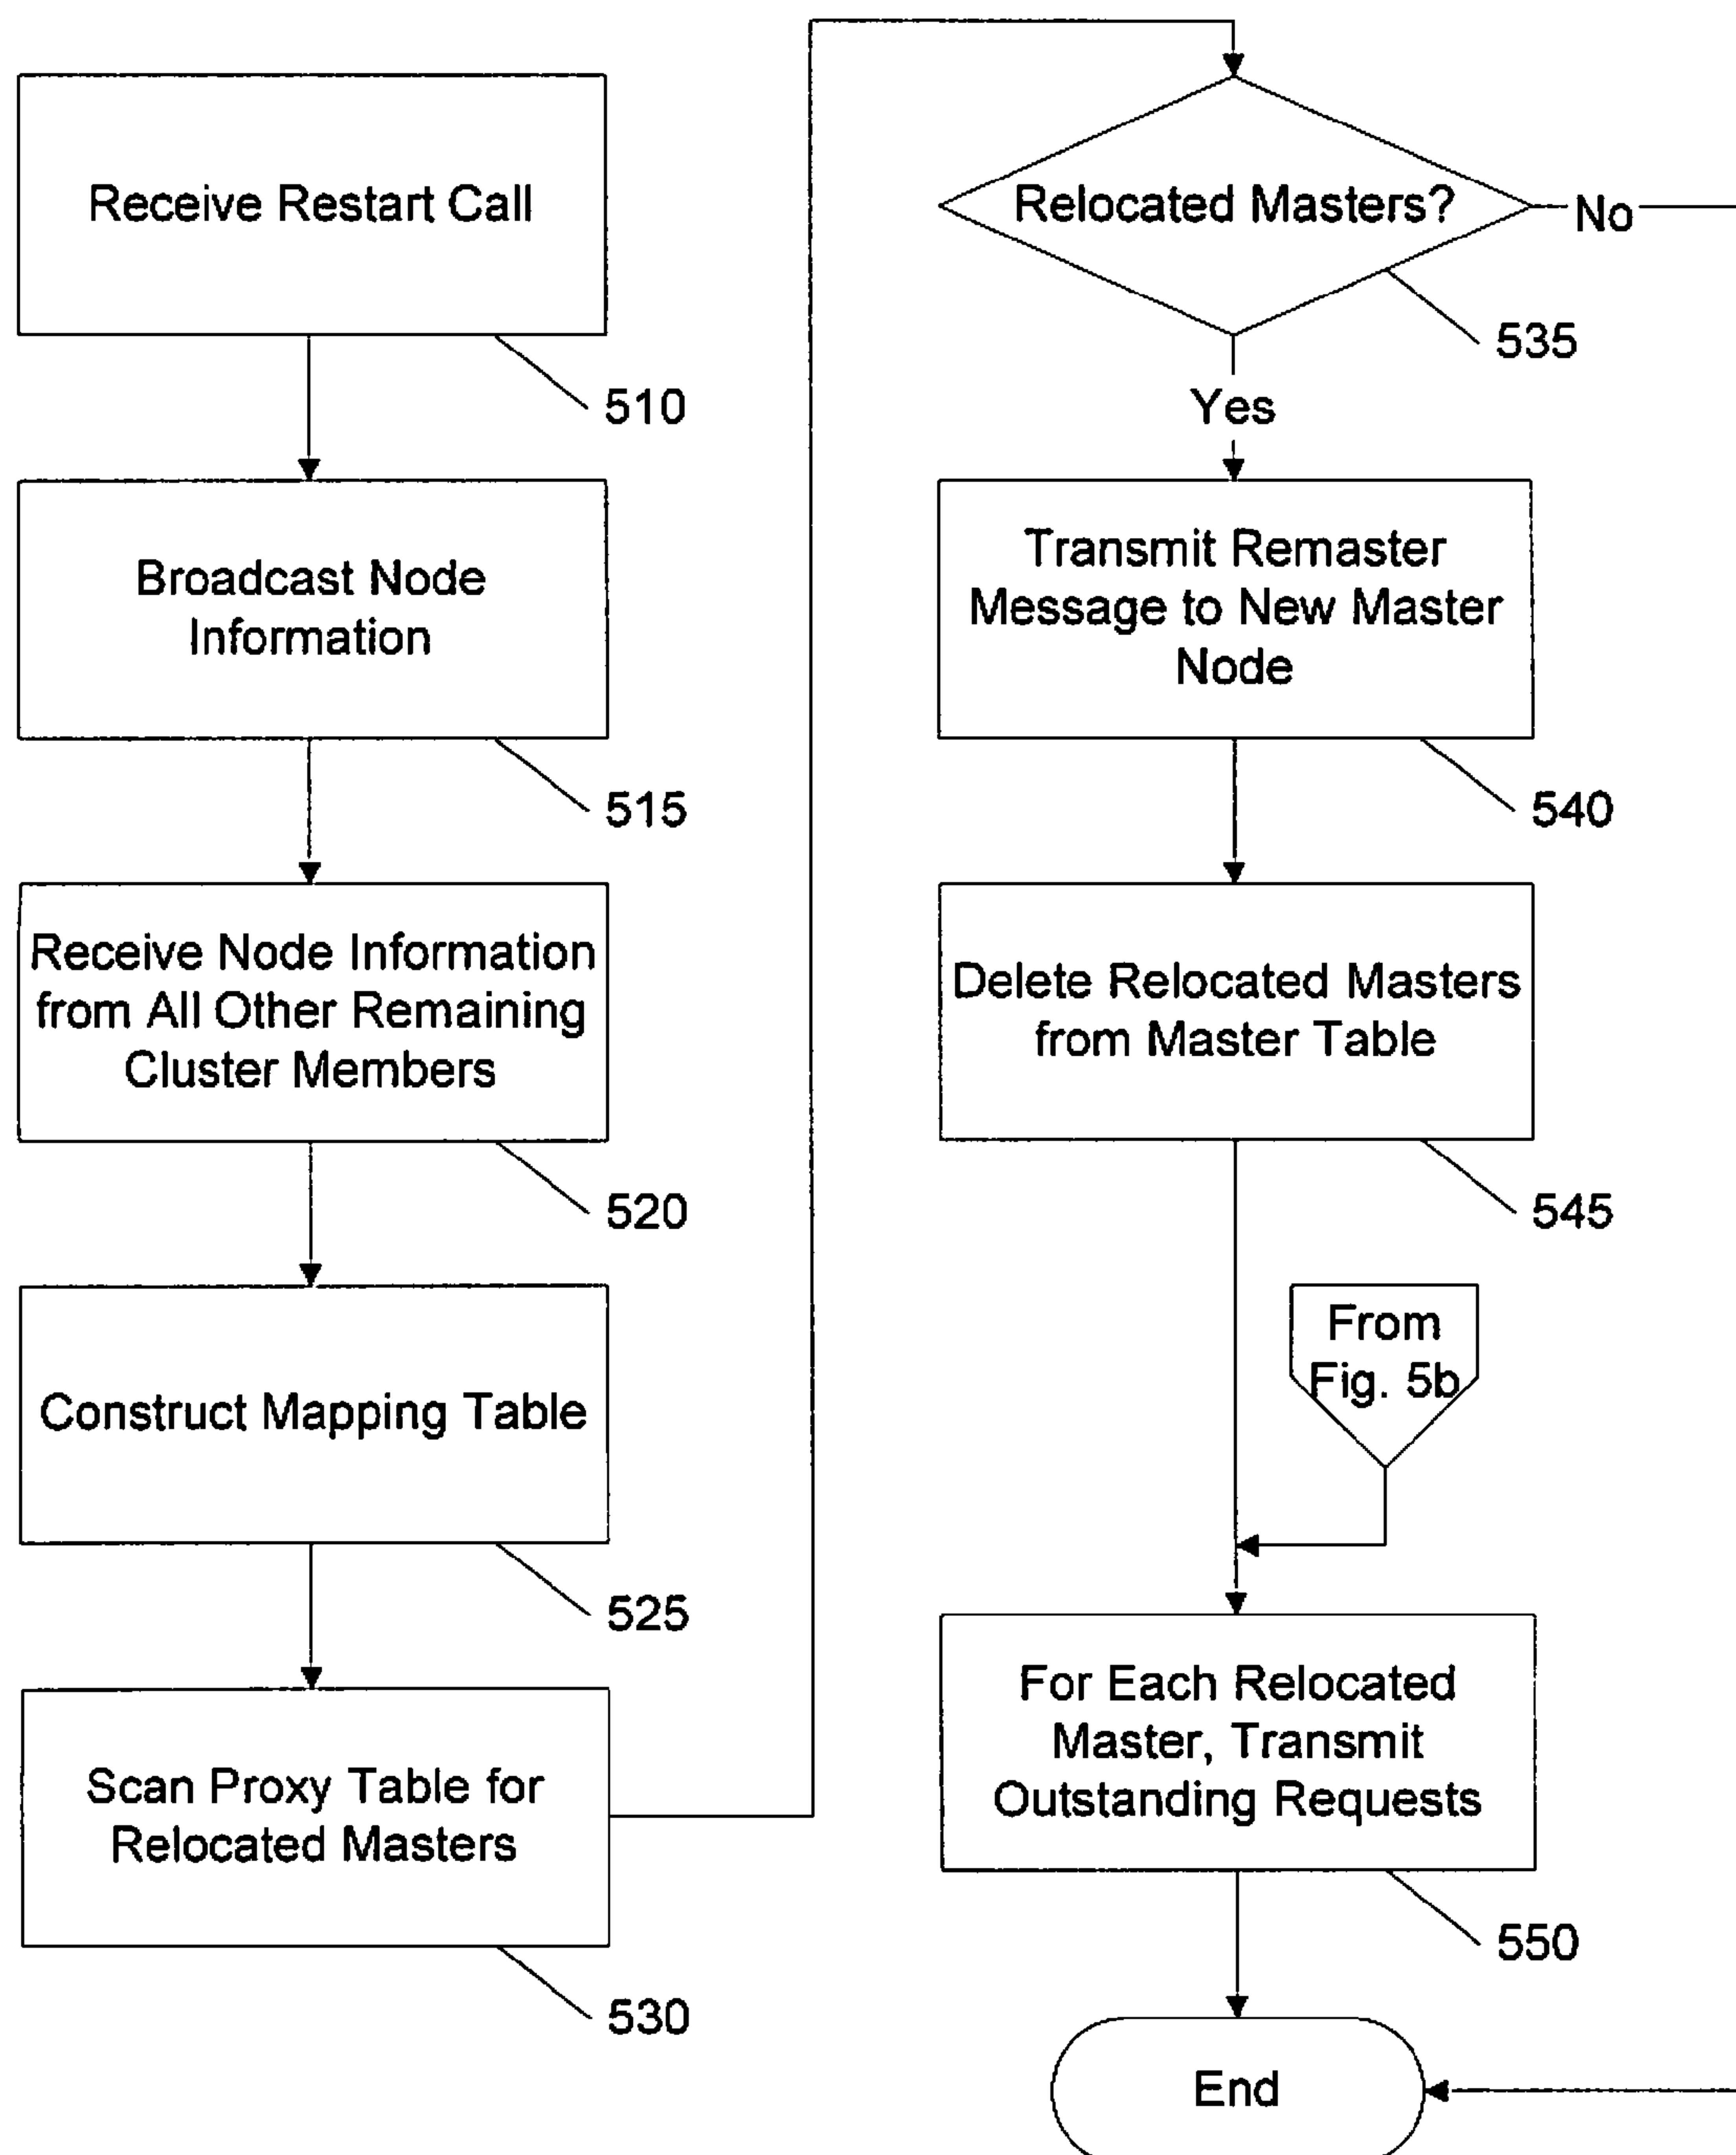 Receive Restart Call
510
Broadcast Node
Information
515
Receive Node Information
from All Other Remaining
Cluster Members
520
Construct Mapping Table
525
Scan Proxy Table for
Relocated Masters
530
Relocated Masters?
No
535
Yes
Transmit Remaster
Message to New Master
Node
540
Delete Relocated Masters
from Master Table
545
From
Fig. 5b
For Each Relocated
Master, Transmit
Outstanding Requests
550
End